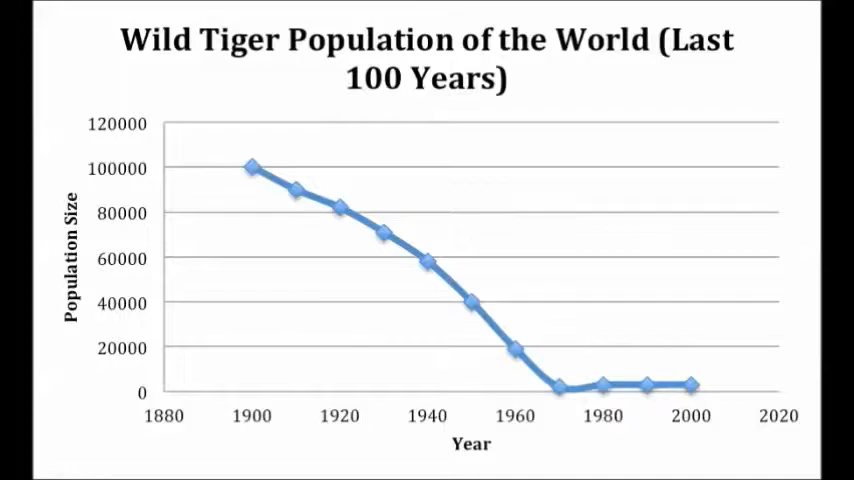 Wild Tiger Population of the World (Last
100 Years)
120000
100000
80000
60000
40000
20000
0
Population Size
1880 1900 1920 1940 1960 1980 2000 2020
Year